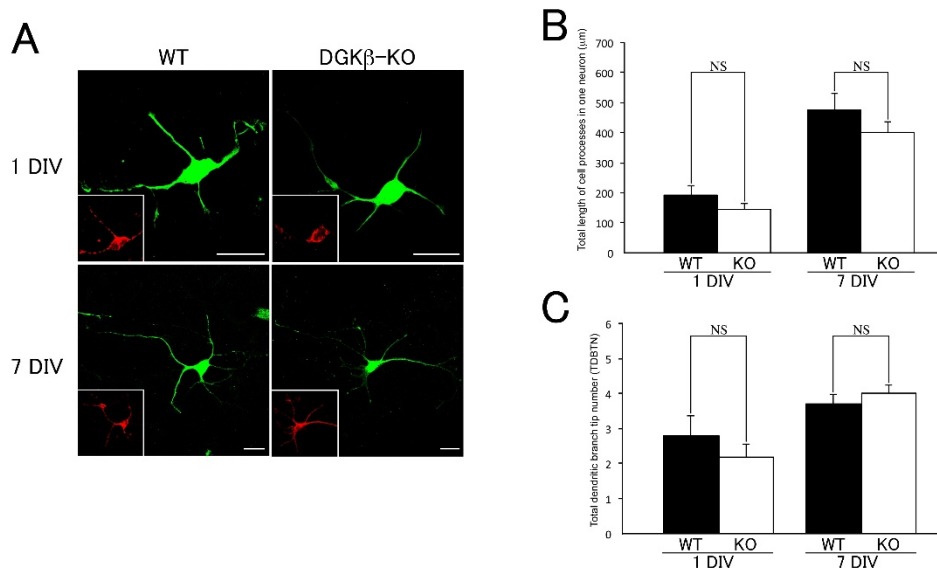 A
WT DGKβ-KO
1 DIV
7 DIV
B
Total length of cell processes in one neuron (μm)
700
600
500
400
300
200
100
0
NS NS
WT KO WT KO
1 DIV 7 DIV
C
Total dendritic branch tip number (TDBTN)
6
5
4
3
2
1
0
NS NS
WT KO WT KO
1 DIV 7 DIV